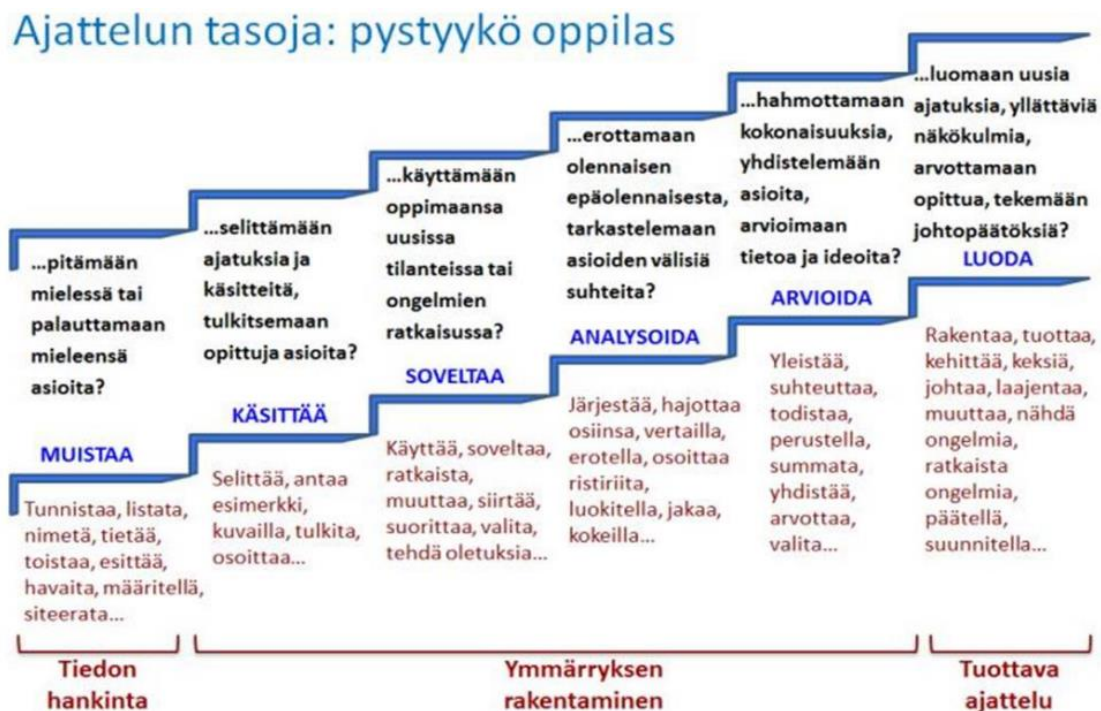 Ajattelun tasoja: pystyykö oppilas
...pitämään
mielessä tai
palauttamaan
mieleensä
asioita?
MUISTAA
Tunnistaa, listata,
nimetä, tietää,
toistaa, esittää,
havaita, määritellä,
siteerata...
...selittämään
ajatuksia ja
käsitteitä,
tulkitsemaan
opittuja asioita?
KÄSITTÄÄ
Selittää, antaa
esimerkki,
kuvailla, tulkita,
osoittaa...
...käyttämään
oppimaansa
uusissa
tilanteissa tai
ongelmien
ratkaisussa?
SOVELTAA
Käyttää, soveltaa,
ratkaista,
muuttaa, siirtää,
suorittaa, valita,
tehdä oletuksia...
...erottamaan
olennaisen
epäolennaisesta,
tarkastelemaan
asioiden välisiä
suhteita?
ANALYSOIDA
Järjestää, hajottaa
osiinsa, vertailla,
erotella, osoittaa
ristiriita,
luokitella, jakaa,
kokeilla...
...hahmottamaan
kokonaisuuksia,
yhdistelemään
asioita,
arvioimaan
tietoa ja ideoita?
ARVIOIDA
Yleistää,
suhteuttaa,
todistaa,
perustella,
summata,
yhdistää,
arvottaa,
valita...
...luomaan uusia
ajatuksia, yllättäviä
näkökulmia,
arvottamaan
opittua, tekemään
johtopäätöksiä?
LUODA
Rakentaa, tuottaa,
kehittää, keksiä,
johtaa, laajentaa,
muuttaa, nähdä
ongelmia,
ratkaista
ongelmia,
päätellä,
suunnitella...
Tiedon
hankinta
Ymmärryksen
rakentaminen
Tuottava
ajattelu